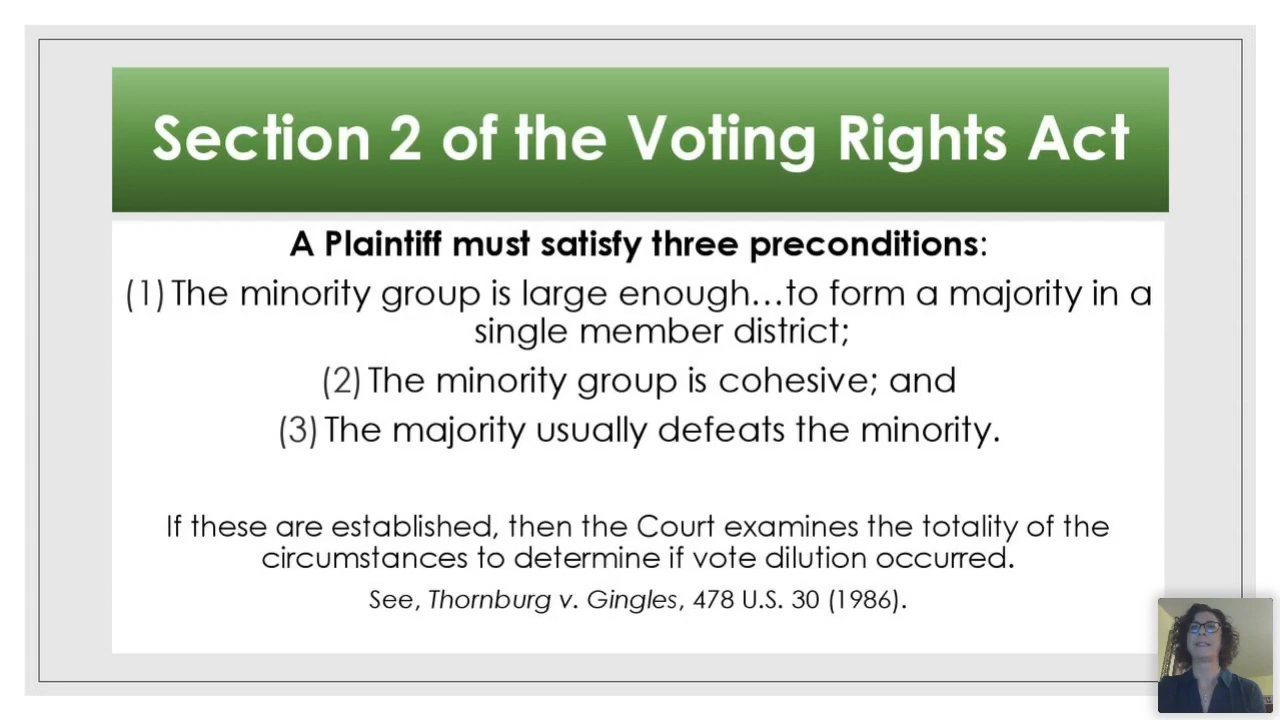 Section 2 of the Voting Rights Act
A Plaintiff must satisfy three preconditions:
(1) The minority group is large enough…to form a majority in a
single member district;
(2) The minority group is cohesive; and
(3) The majority usually defeats the minority.
If these are established, then the Court examines the totality of the
circumstances to determine if vote dilution occurred.
See, Thornburg v. Gingles, 478 U.S. 30 (1986).